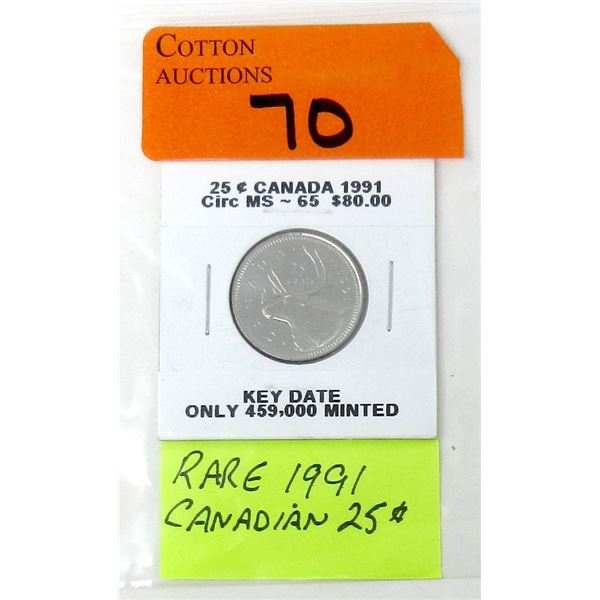 COTTON
AUCTIONS
70
25 ¢ CANADA 1991
Circ MS ~ 65 $80.00
KEY DATE
ONLY 459,000 MINTED
RARE 1991
CANADIAN 25¢